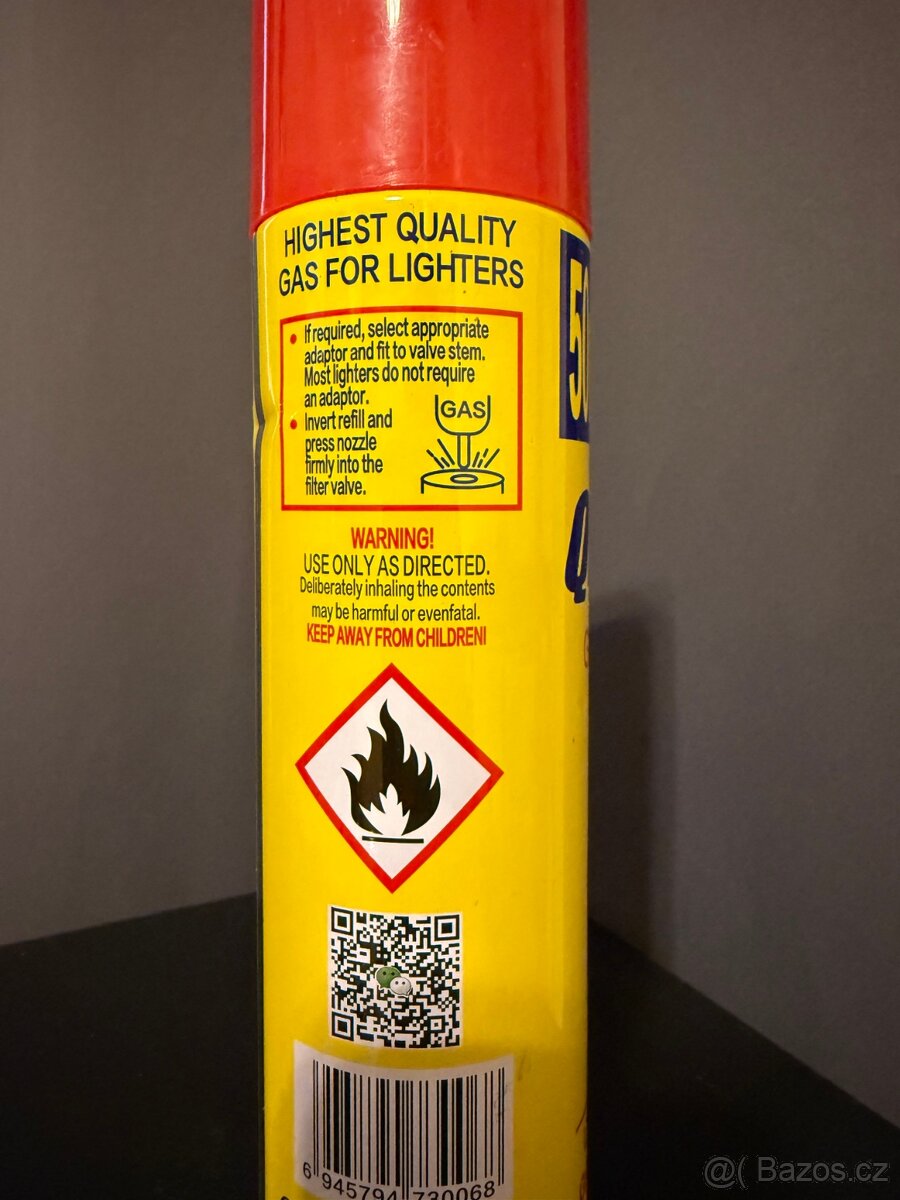 HIGHEST QUALITY
GAS FOR LIGHTERS
• If required, select appropriate
adaptor and fit to valve stem.
Most lighters do not require
an adaptor.
• Invert refill and
press nozzle
firmly into the
filter valve.
GAS
WARNING!
USE ONLY AS DIRECTED.
Deliberately inhaling the contents
may be harmful or evenfatal.
KEEP AWAY FROM CHILDREN!
6 945794 730068
@( Bazos.cz